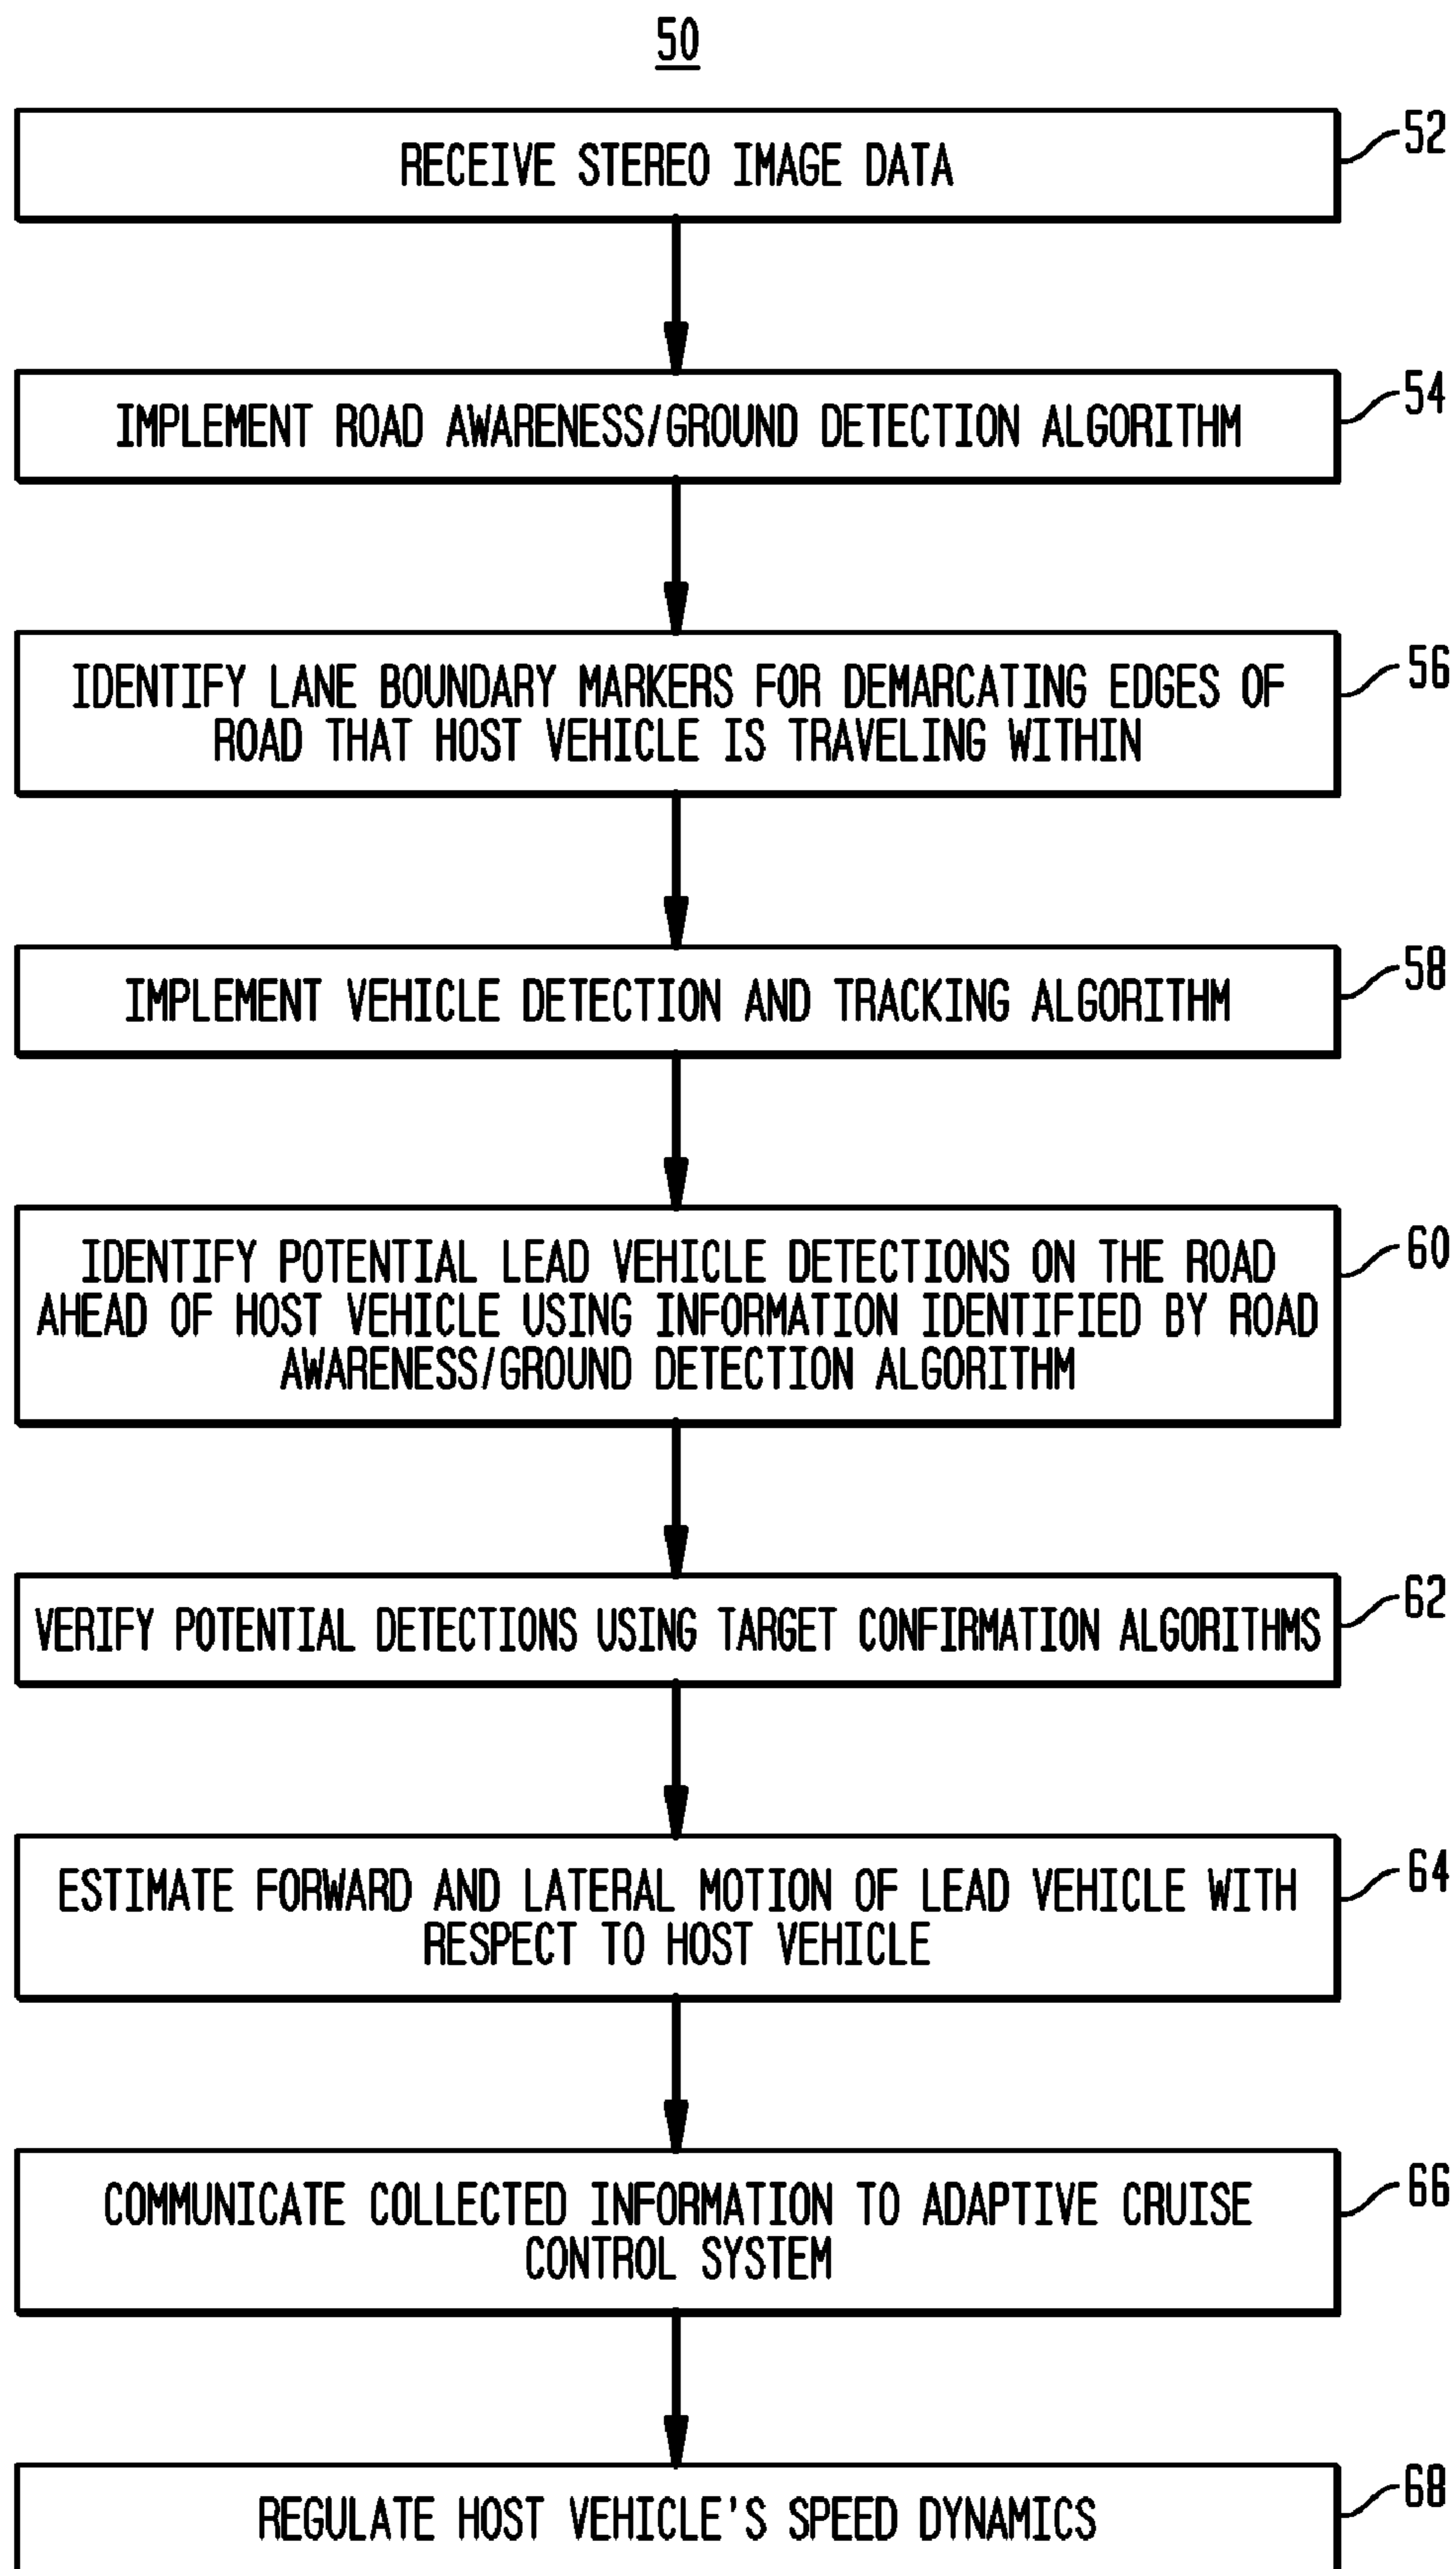 50
RECEIVE STEREO IMAGE DATA
52
IMPLEMENT ROAD AWARENESS/GROUND DETECTION ALGORITHM
54
IDENTIFY LANE BOUNDARY MARKERS FOR DEMARCATING EDGES OF
ROAD THAT HOST VEHICLE IS TRAVELING WITHIN
56
IMPLEMENT VEHICLE DETECTION AND TRACKING ALGORITHM
58
IDENTIFY POTENTIAL LEAD VEHICLE DETECTIONS ON THE ROAD
AHEAD OF HOST VEHICLE USING INFORMATION IDENTIFIED BY ROAD
AWARENESS/GROUND DETECTION ALGORITHM
60
VERIFY POTENTIAL DETECTIONS USING TARGET CONFIRMATION ALGORITHMS
62
ESTIMATE FORWARD AND LATERAL MOTION OF LEAD VEHICLE WITH
RESPECT TO HOST VEHICLE
64
COMMUNICATE COLLECTED INFORMATION TO ADAPTIVE CRUISE
CONTROL SYSTEM
66
REGULATE HOST VEHICLE'S SPEED DYNAMICS
68